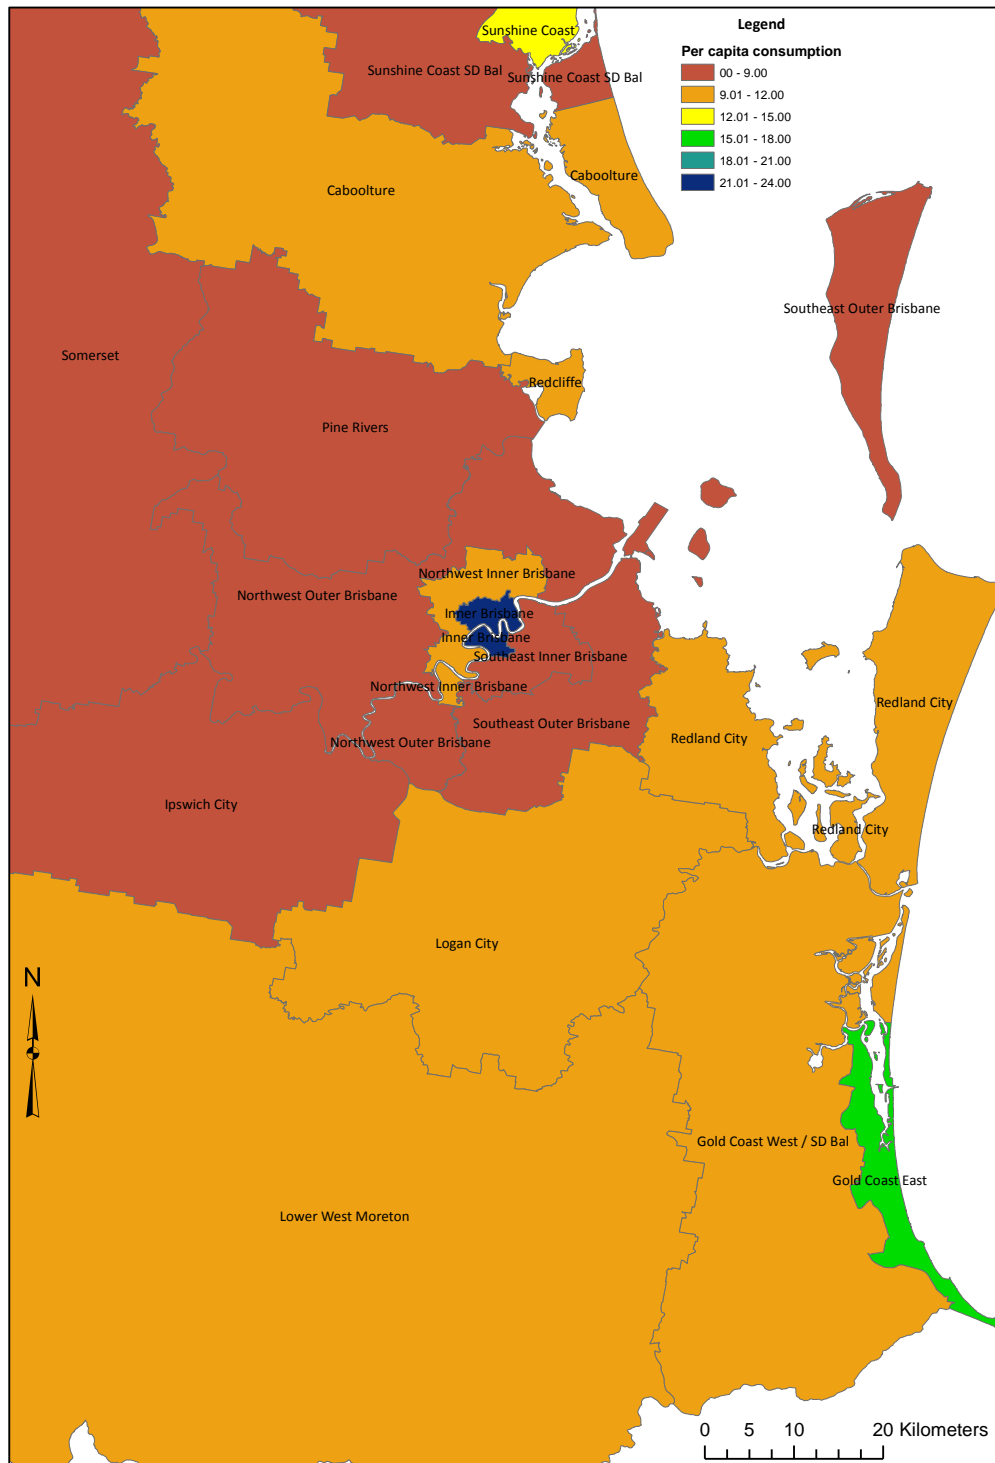 Legend
Per capita consumption
00 - 9.00
9.01 - 12.00
12.01 - 15.00
15.01 - 18.00
18.01 - 21.00
21.01 - 24.00
Sunshine Coast
Sunshine Coast SD Bal
Sunshine Coast SD Bal
Caboolture
Caboolture
Southeast Outer Brisbane
Somerset
Redcliffe
Pine Rivers
Northwest Inner Brisbane
Northwest Outer Brisbane
Inner Brisbane
Inner Brisbane
Southeast Inner Brisbane
Northwest Inner Brisbane
Redland City
Southeast Outer Brisbane
Redland City
Northwest Outer Brisbane
Ipswich City
Redland City
Logan City
N
Gold Coast West / SD Bal
Gold Coast East
Lower West Moreton
0 5 10 20 Kilometers